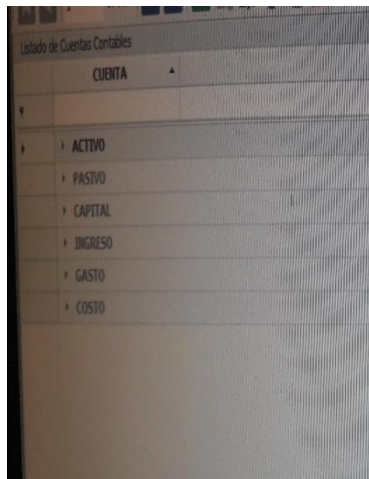 Listado de Cuentas Contables
CUENTA
ACTIVO
PASIVO
CAPITAL
INGRESO
GASTO
COSTO